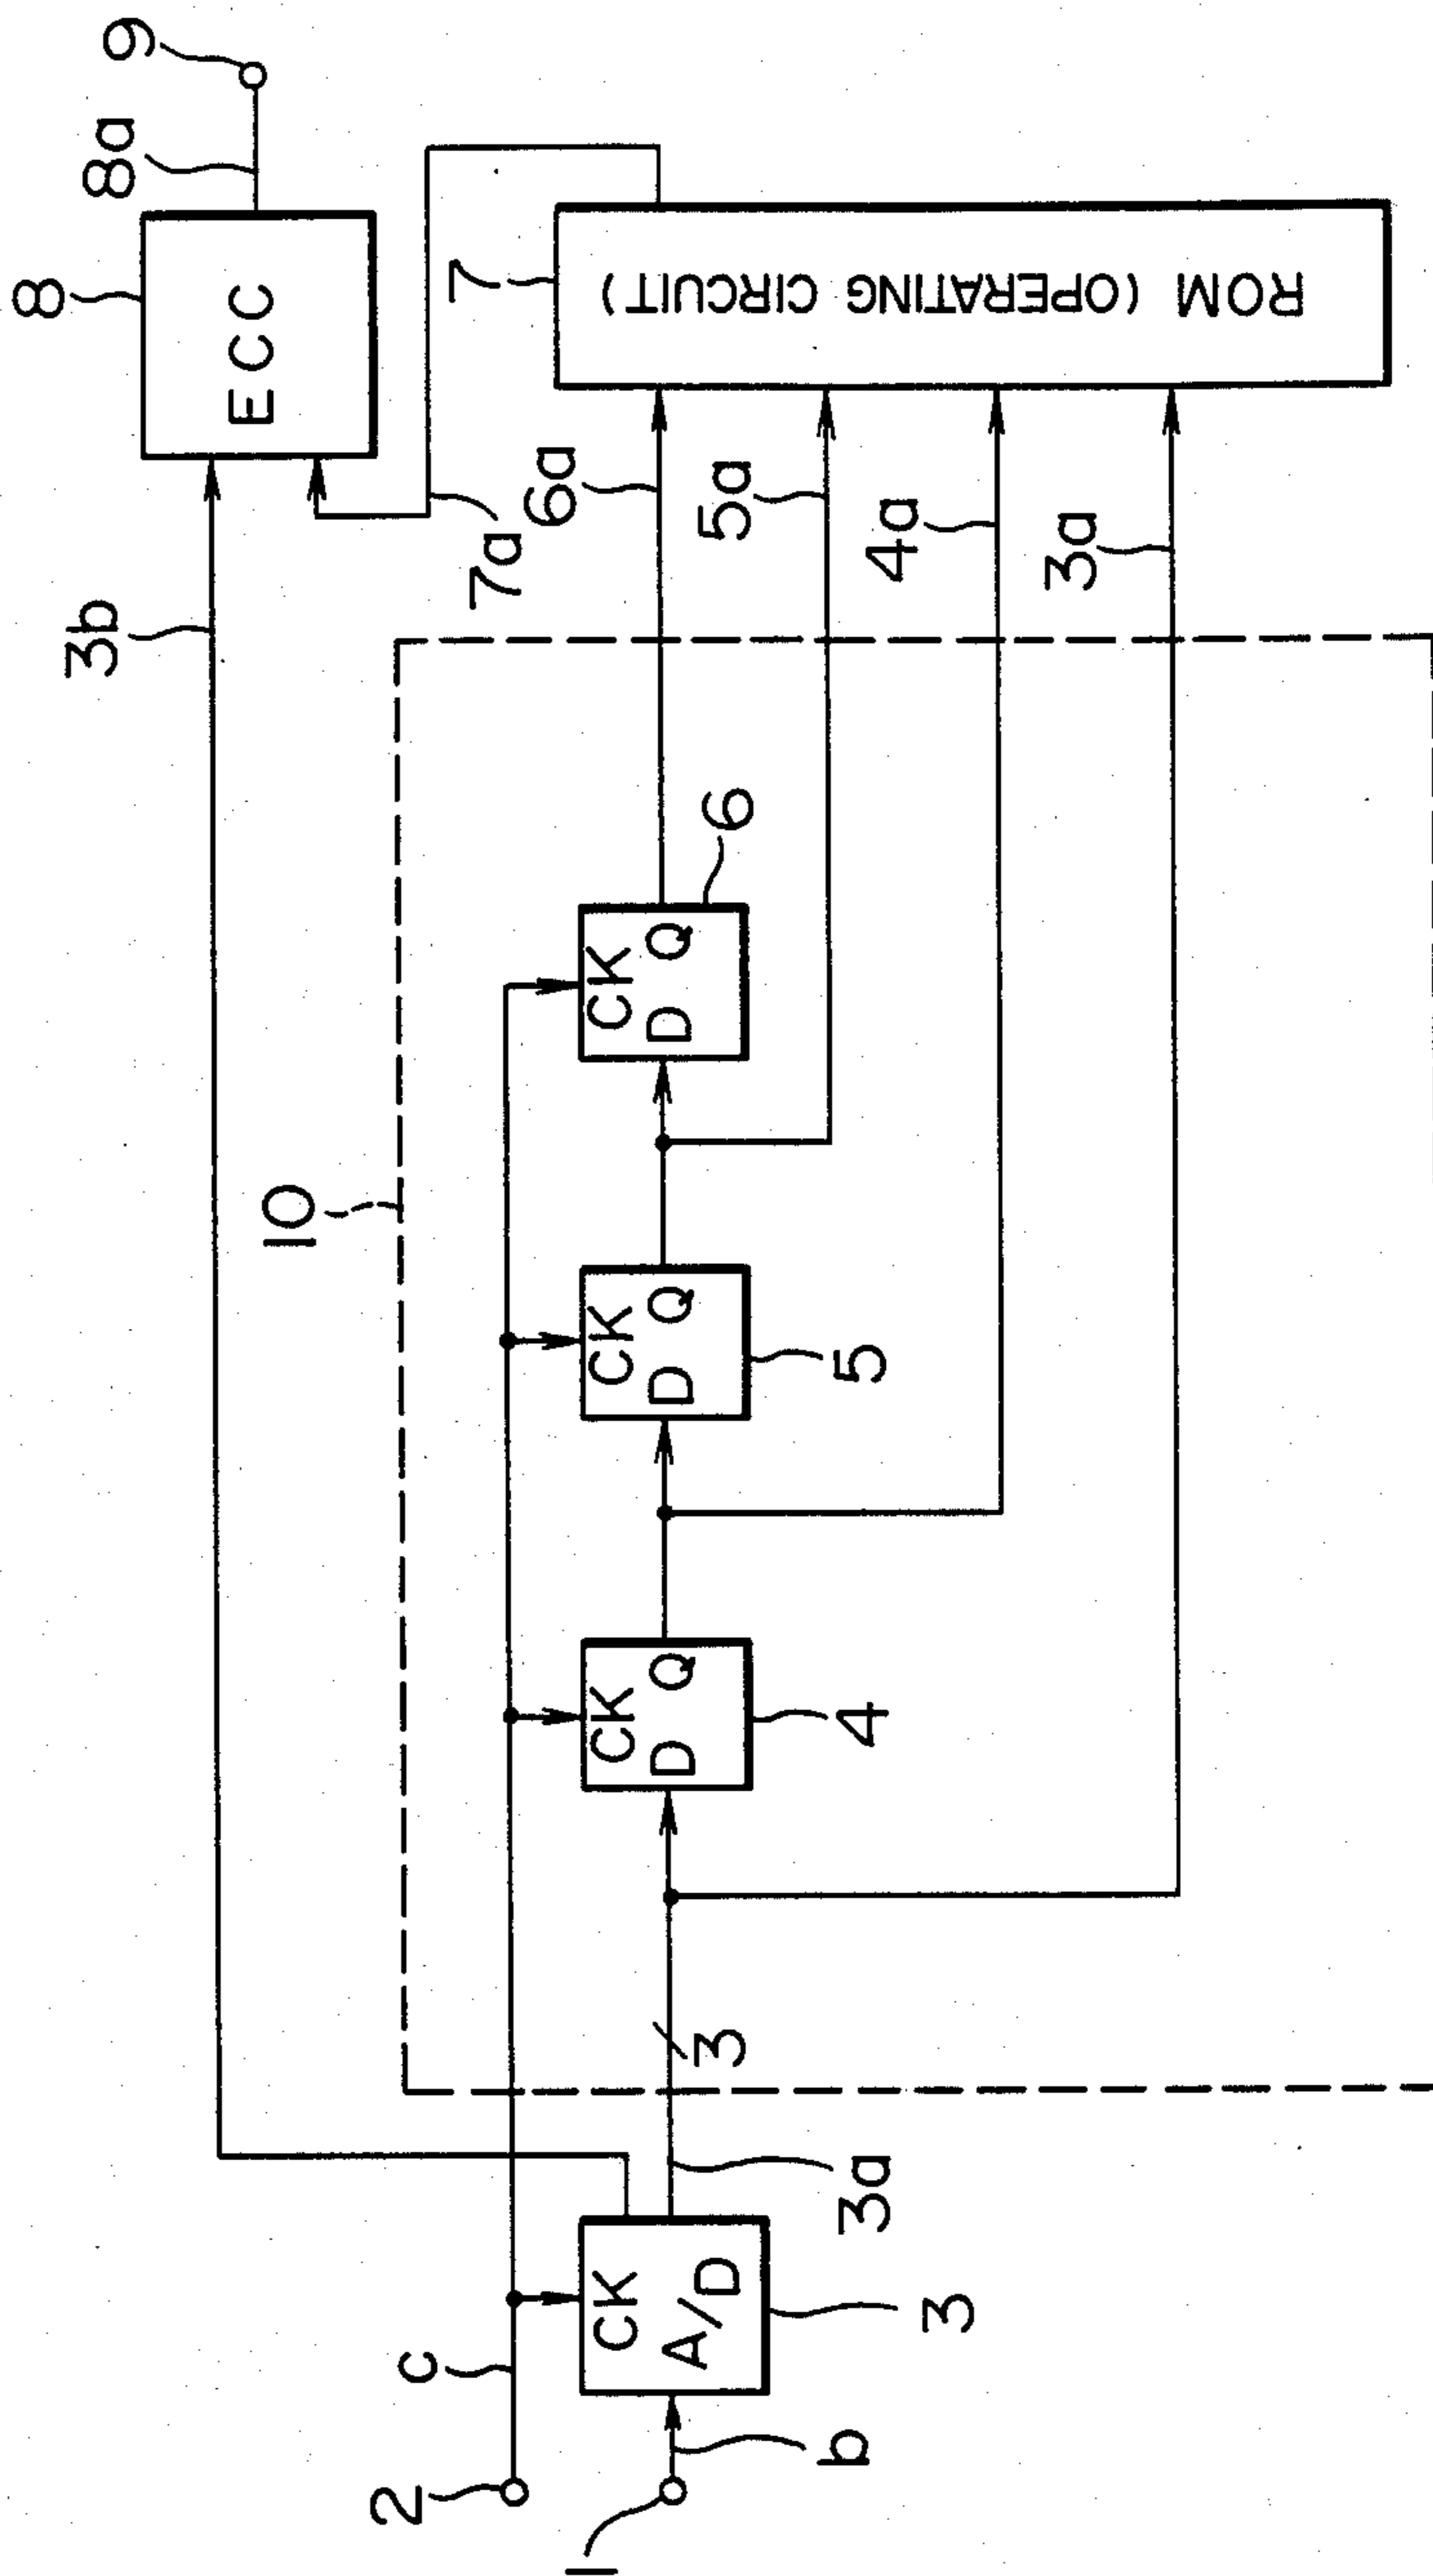 8
8a
9
ECC
3b
7a
7
ROM (OPERATING CIRCUIT)
6a
5a
4a
3a
10
CK
D Q
6
CK
D Q
5
CK
D Q
4
3
3a
2
c
CK
A/D
3
1
b